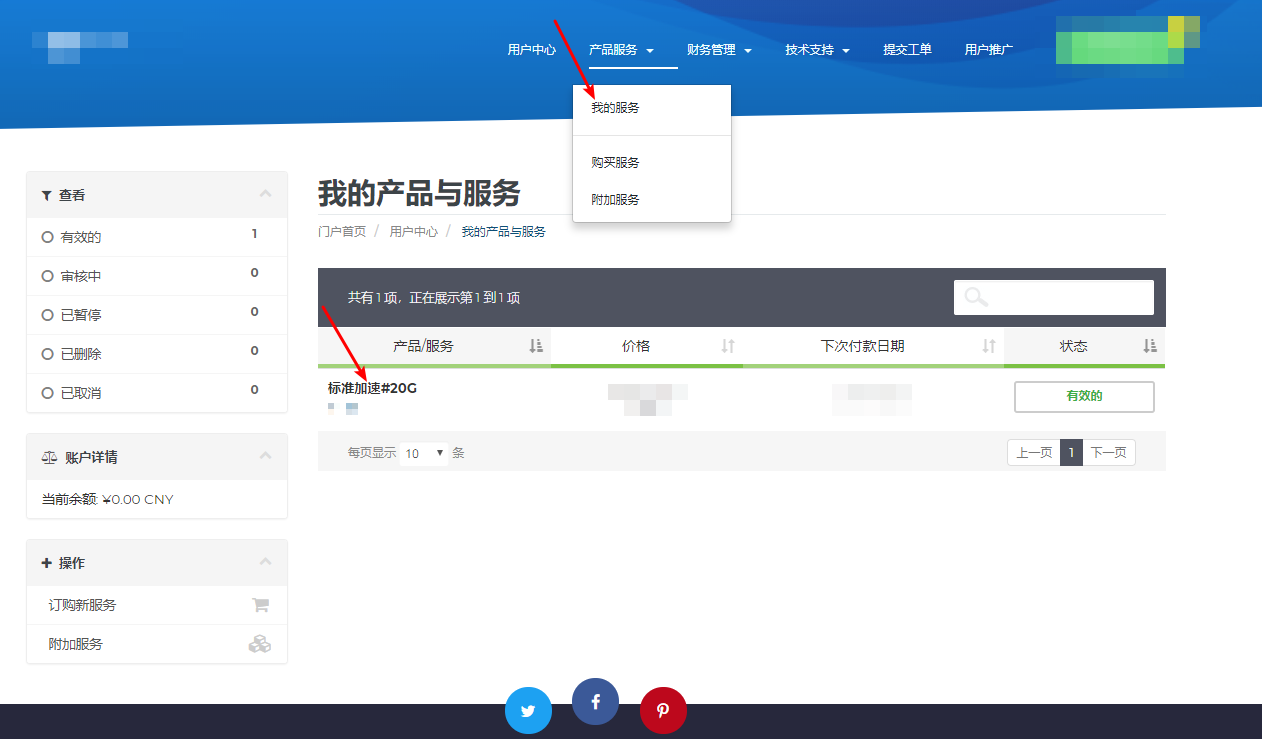 用户中心 产品服务 财务管理 技术支持 提交工单 用户推广
我的服务
购买服务
附加服务
查看
有效的 1
审核中 0
已暂停 0
已删除 0
已取消 0
账户详情
当前余额: ¥0.00 CNY
操作
订购新服务
附加服务
我的产品与服务
门户首页 / 用户中心 / 我的产品与服务
共有 1 项，正在展示第 1 到 1 项
产品/服务 价格 下次付款日期 状态
标准加速#20G 有效的
每页显示 10 条 上一页 1 下一页